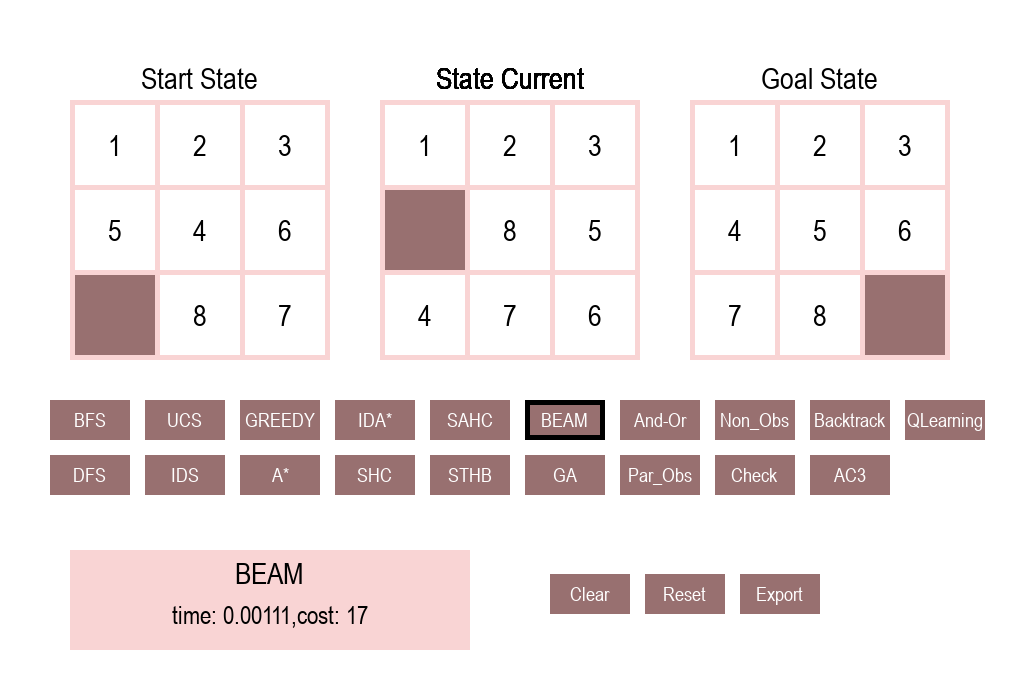 Start State State Current Goal State
1 2 3 1 2 3 1 2 3
5 4 6 8 5 4 5 6
8 7 4 7 6 7 8
BFS UCS GREEDY IDA* SAHC BEAM And-Or Non_Obs Backtrack QLearning
DFS IDS A* SHC STHB GA Par_Obs Check AC3
BEAM
time: 0.00111,cost: 17
Clear Reset Export